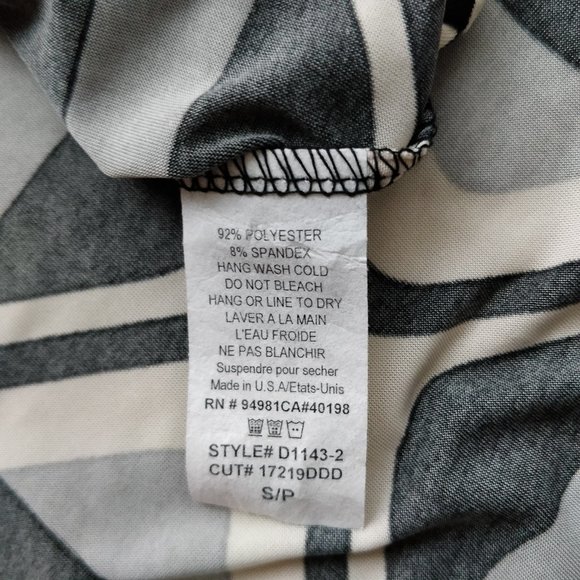 92% POLYESTER
8% SPANDEX
HANG WASH COLD
DO NOT BLEACH
HANG OR LINE TO DRY
LAVER A LA MAIN
L'EAU FROIDE
NE PAS BLANCHIR
Suspendre pour secher
Made in U.S.A/Etats-Unis
RN # 94981CA#40198
STYLE# D1143-2
CUT# 17219DDD
S/P